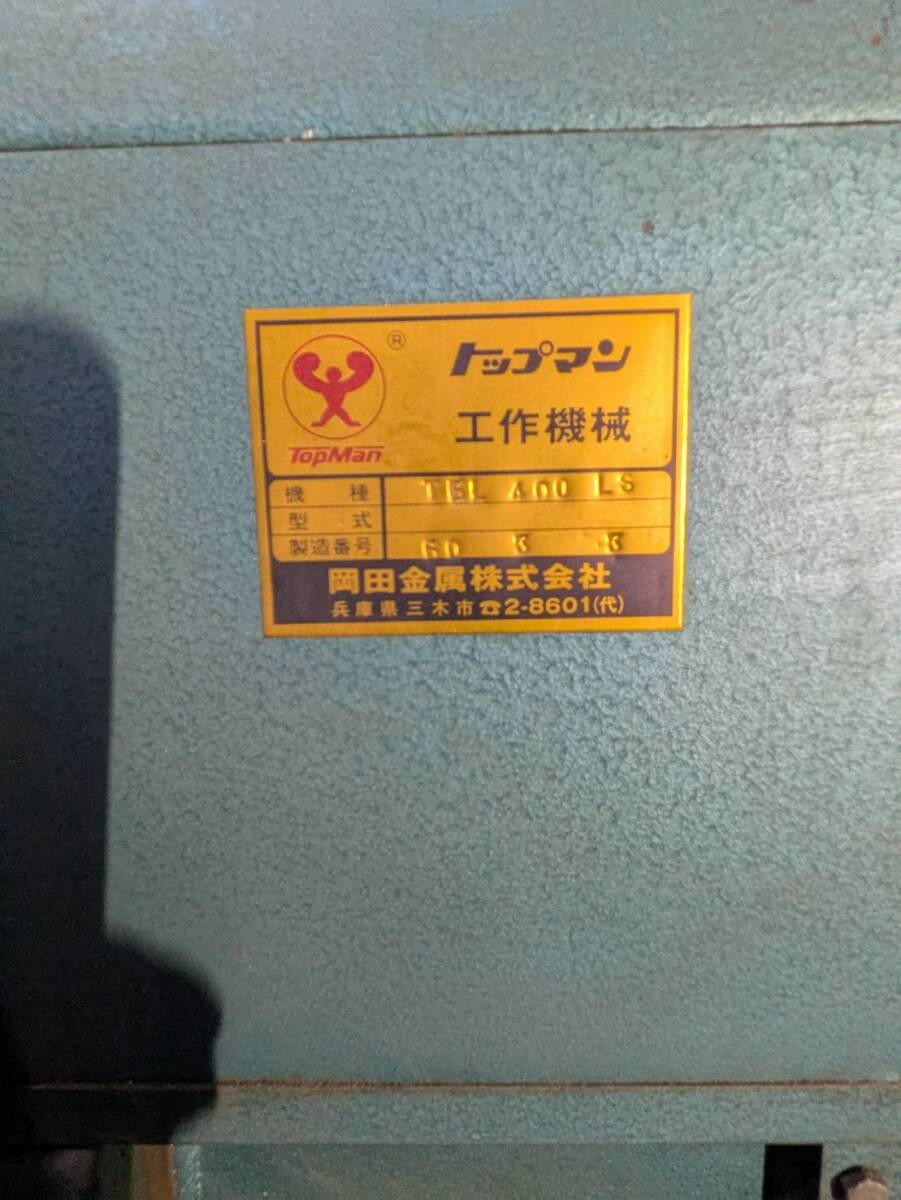 ®
トップマン
TopMan
工作機械
機種 TEL 400 LS
型式
製造番号 60 3 3
岡田金属株式会社
兵庫県三木市☎2-8601(代)